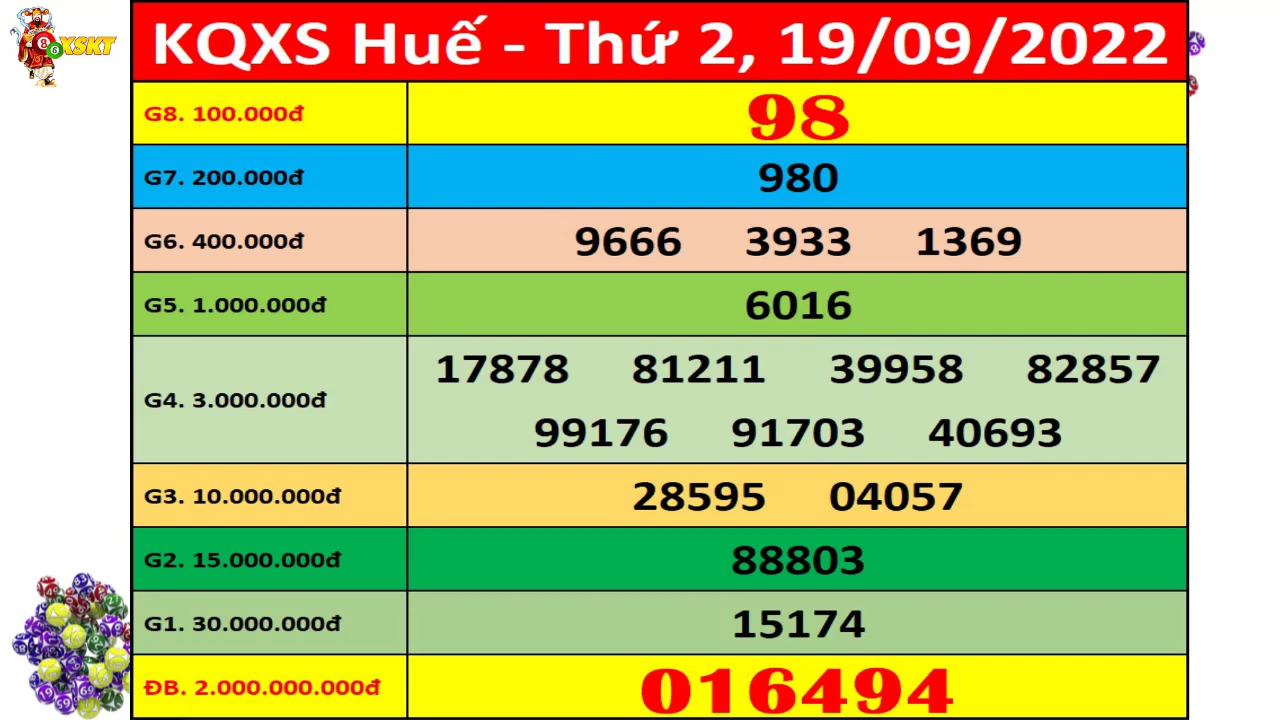 XSKT
KQXS Huế - Thứ 2, 19/09/2022
G8. 100.000đ 98
G7. 200.000đ 980
G6. 400.000đ 9666 3933 1369
G5. 1.000.000đ 6016
G4. 3.000.000đ 17878 81211 39958 82857
99176 91703 40693
G3. 10.000.000đ 28595 04057
G2. 15.000.000đ 88803
G1. 30.000.000đ 15174
ĐB. 2.000.000.000đ 016494